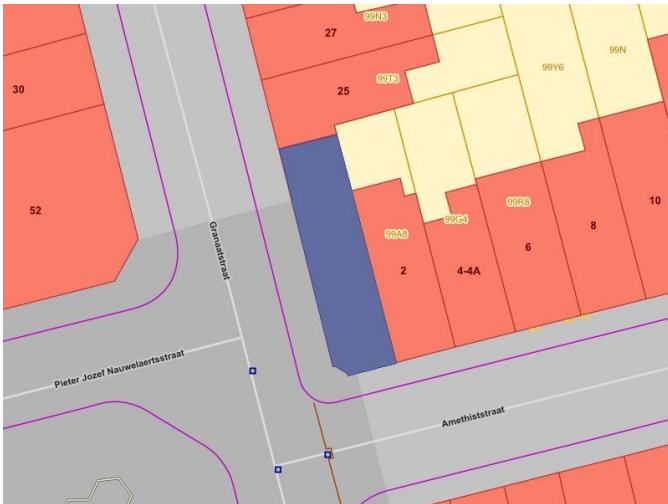 99N3
27
99N
99Y6
99T3
30
25
99R8
10
52
8
99G4
99A8
6
2
4-4A
Granaatstraat
Pieter Jozef Nauwelaertsstraat
Amethiststraat